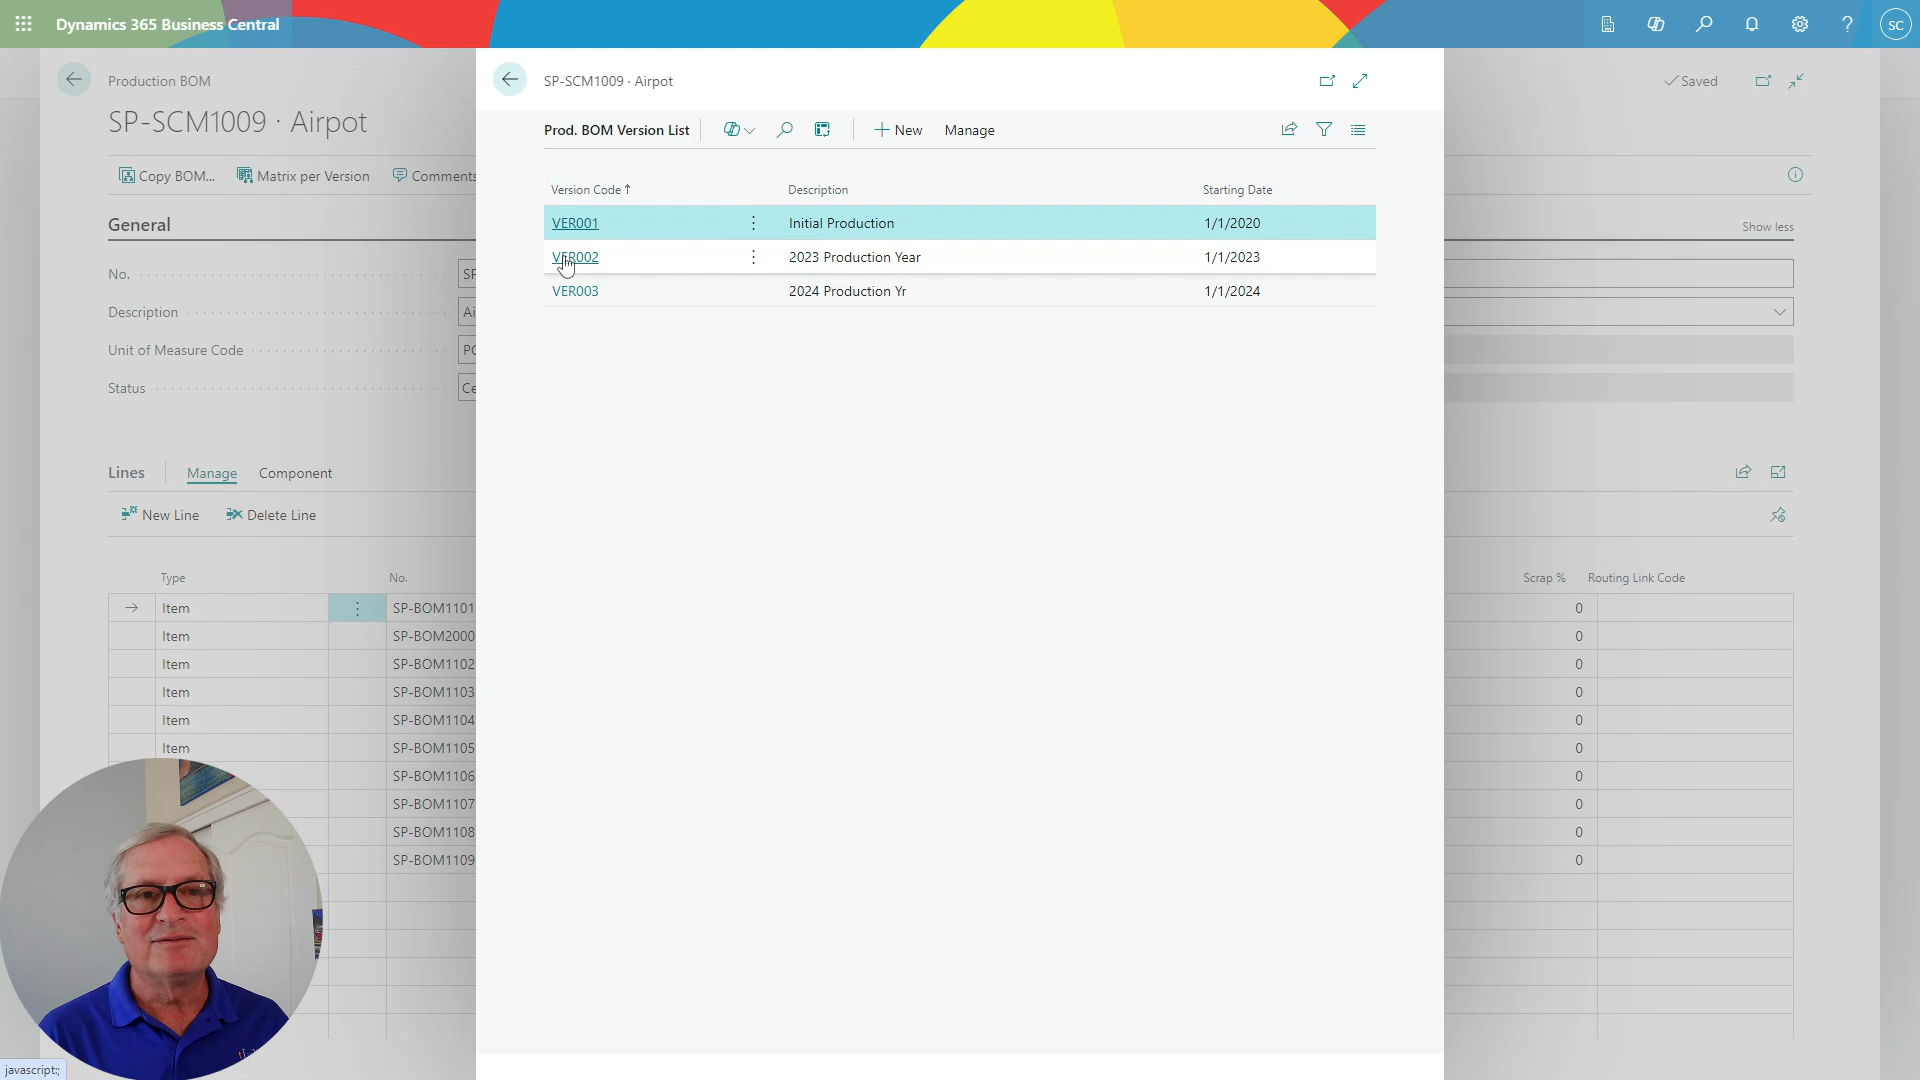 Dynamics 365 Business Central
SC
Production BOM
SP-SCM1009 · Airpot
Saved
Copy BOM...
Matrix per Version
Comments
General
Show less
No.
SP
Description
Ai
Unit of Measure Code
PC
Status
Ce
Lines
Manage
Component
New Line
Delete Line
Type
No.
Scrap %
Routing Link Code
Item SP-BOM1101 0
Item SP-BOM2000 0
Item SP-BOM1102 0
Item SP-BOM1103 0
Item SP-BOM1104 0
Item SP-BOM1105 0
SP-BOM1106 0
SP-BOM1107 0
SP-BOM1108 0
SP-BOM1109 0
SP-SCM1009 · Airpot
Prod. BOM Version List
New
Manage
Version Code ↑ Description Starting Date
VER001 Initial Production 1/1/2020
VER002 2023 Production Year 1/1/2023
VER003 2024 Production Yr 1/1/2024
javascript:;